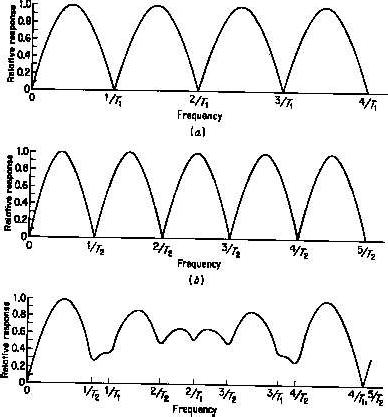 Relative response
1.0
0.8
0.6
0.4
0.2
0 1/T1 2/T1 3/T1 4/T1
Frequency
(a)
Relative response
1.0
0.8
0.6
0.4
0.2
0 1/T2 2/T2 3/T2 4/T2 5/T2
Frequency
(b)
Relative response
1.0
0.8
0.6
0.4
0.2
0 1/T2 1/T1 2/T2 2/T1 3/T2 3/T1 4/T2 4/T1 5/T2
Frequency